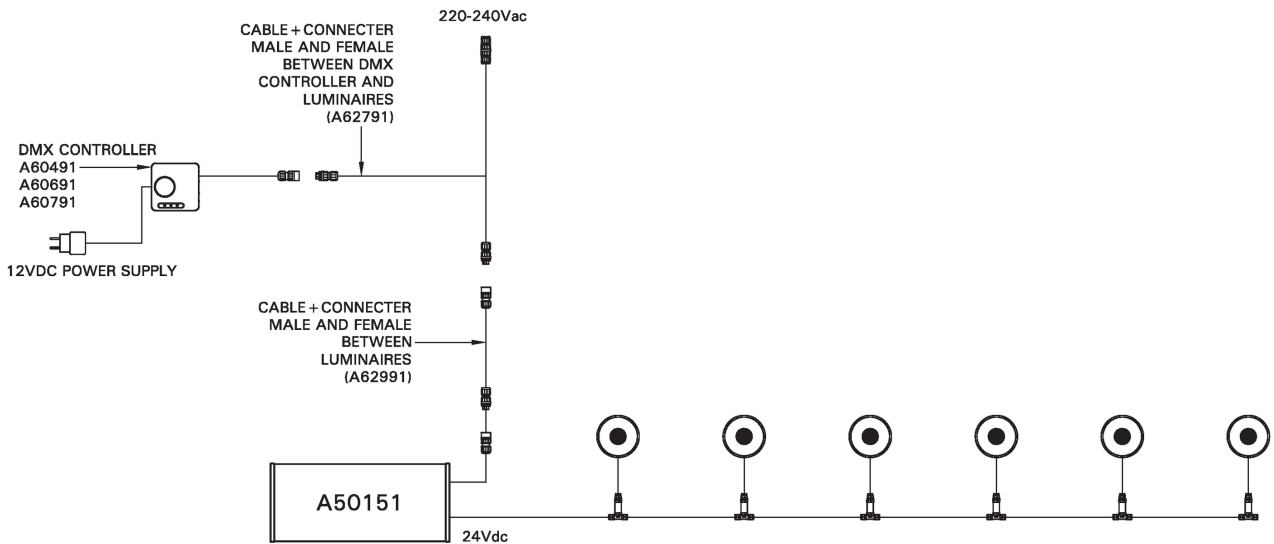 220-240Vac
CABLE+CONNECTER
MALE AND FEMALE
BETWEEN DMX
CONTROLLER AND
LUMINAIRES
(A62791)
DMX CONTROLLER
A60491
A60691
A60791
12VDC POWER SUPPLY
CABLE+CONNECTER
MALE AND FEMALE
BETWEEN
LUMINAIRES
(A62991)
A50151
24Vdc